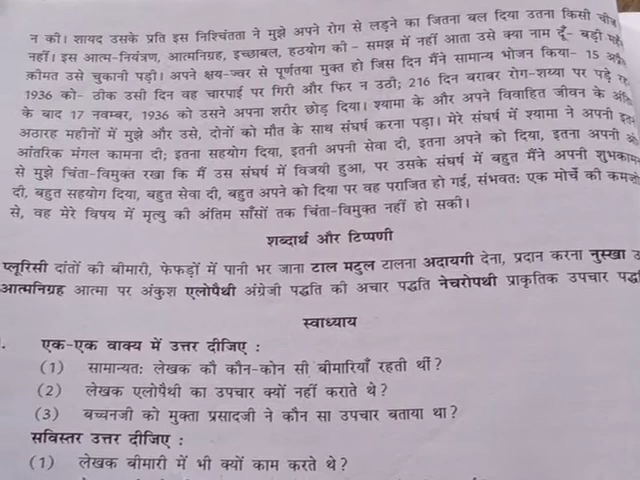 न की। शायद उसके प्रति इस निश्चिंतता ने मुझे अपने रोग से लड़ने का जितना बल दिया उतना किसी चीज़
नहीं। इस आत्म-नियंत्रण, आत्मनिग्रह, इच्छाबल, हठयोग की - समझ में नहीं आता उसे क्या नाम दूँ- बड़ी
क़ीमत उसे चुकानी पड़ी। अपने क्षय-ज्वर से पूर्णतया मुक्त हो जिस दिन मैंने सामान्य भोजन किया- 15
1936 को- ठीक उसी दिन वह चारपाई पर गिरी और फिर न उठी; 216 दिन बराबर रोग-शय्या पर पड़े
के बाद 17 नवम्बर, 1936 को उसने अपना शरीर छोड़ दिया। श्यामा के और अपने विवाहित जीवन के
अठारह महीनों में मुझे और उसे, दोनों को मौत के साथ संघर्ष करना पड़ा। मेरे संघर्ष में श्यामा ने अपनी
आंतरिक मंगल कामना दी; इतना सहयोग दिया, इतनी अपनी सेवा दी, इतना अपने को दिया, इतना अपनी
से मुझे चिंता-विमुक्त रखा कि मैं उस संघर्ष में विजयी हुआ, पर उसके संघर्ष में बहुत मैंने अपनी
दी, बहुत सहयोग दिया, बहुत सेवा दी, बहुत अपने को दिया पर वह पराजित हो गई, संभवतः एक मोर्चे की
से, वह मेरे विषय में मृत्यु की अंतिम साँसों तक चिंता-विमुक्त नहीं हो सकी।
शब्दार्थ और टिप्पणी
प्लूरिसी दांतों की बीमारी, फेफड़ों में पानी भर जाना टाल मटुल टालना अदायगी देना, प्रदान करना नुस्खा
आत्मनिग्रह आत्मा पर अंकुश एलोपैथी अंग्रेजी पद्धति की अचार पद्धति नेचरोपथी प्राकृतिक उपचार
स्वाध्याय
एक-एक वाक्य में उत्तर दीजिए :
(1) सामान्यतः लेखक कौ कौन-कोन सी बीमारियाँ रहती थीं?
(2) लेखक एलोपैथी का उपचार क्यों नहीं कराते थे?
(3) बच्चनजी को मुक्ता प्रसादजी ने कौन सा उपचार बताया था?
सविस्तर उत्तर दीजिए :
(1) लेखक बीमारी में भी क्यों काम करते थे?